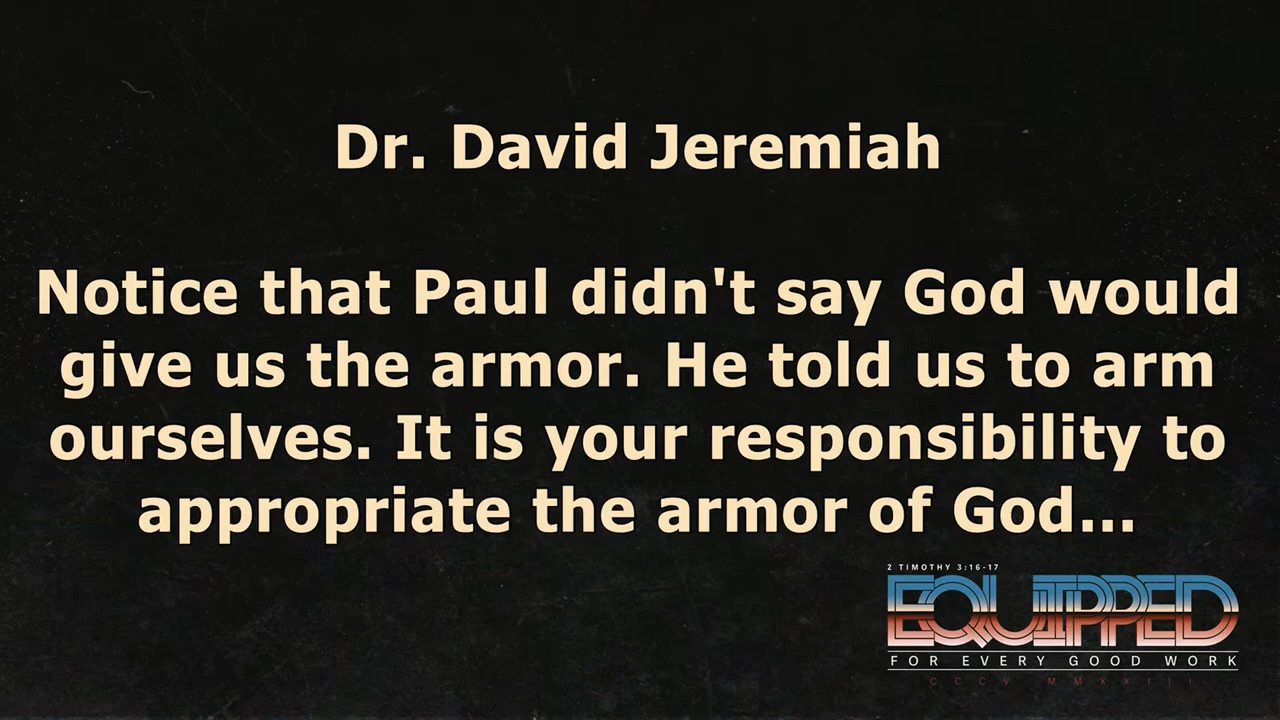 Dr. David Jeremiah
Notice that Paul didn't say God would
give us the armor. He told us to arm
ourselves. It is your responsibility to
appropriate the armor of God...
2 TIMOTHY 3:16-17
EQUIPPED
FOR EVERY GOOD WORK
CCCV MMXXIII